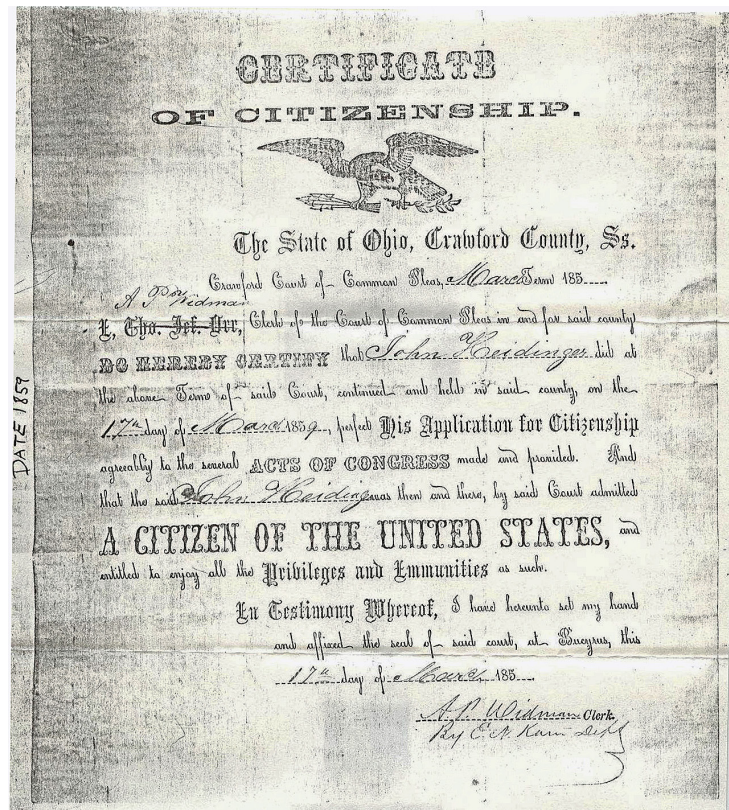 CERTIFICATE
OF CITIZENSHIP.
The State of Ohio, Crawford County, Ss.
Crawford Court of Common Pleas, March Term 185
A. P. Widman
I, Tho. Jef. Orr, Clerk of the Court of Common Pleas in and for said county
DO HEREBY CERTIFY that John Heidinger did at
the above Term of said Court, continued and held in said county, on the
17th day of March 1859, perfect His Application for Citizenship
agreeably to the several ACTS OF CONGRESS made and provided. And
that the said John Heidinger was then and there, by said Court admitted
A CITIZEN OF THE UNITED STATES, and
entitled to enjoy all the Privileges and Immunities as such.
In Testimony Whereof, I have hereunto set my hand
and affixed the seal of said court, at Bucyrus, this
17th day of March, 185
A. P. Widman Clerk.
By E. N.
DATE 1859